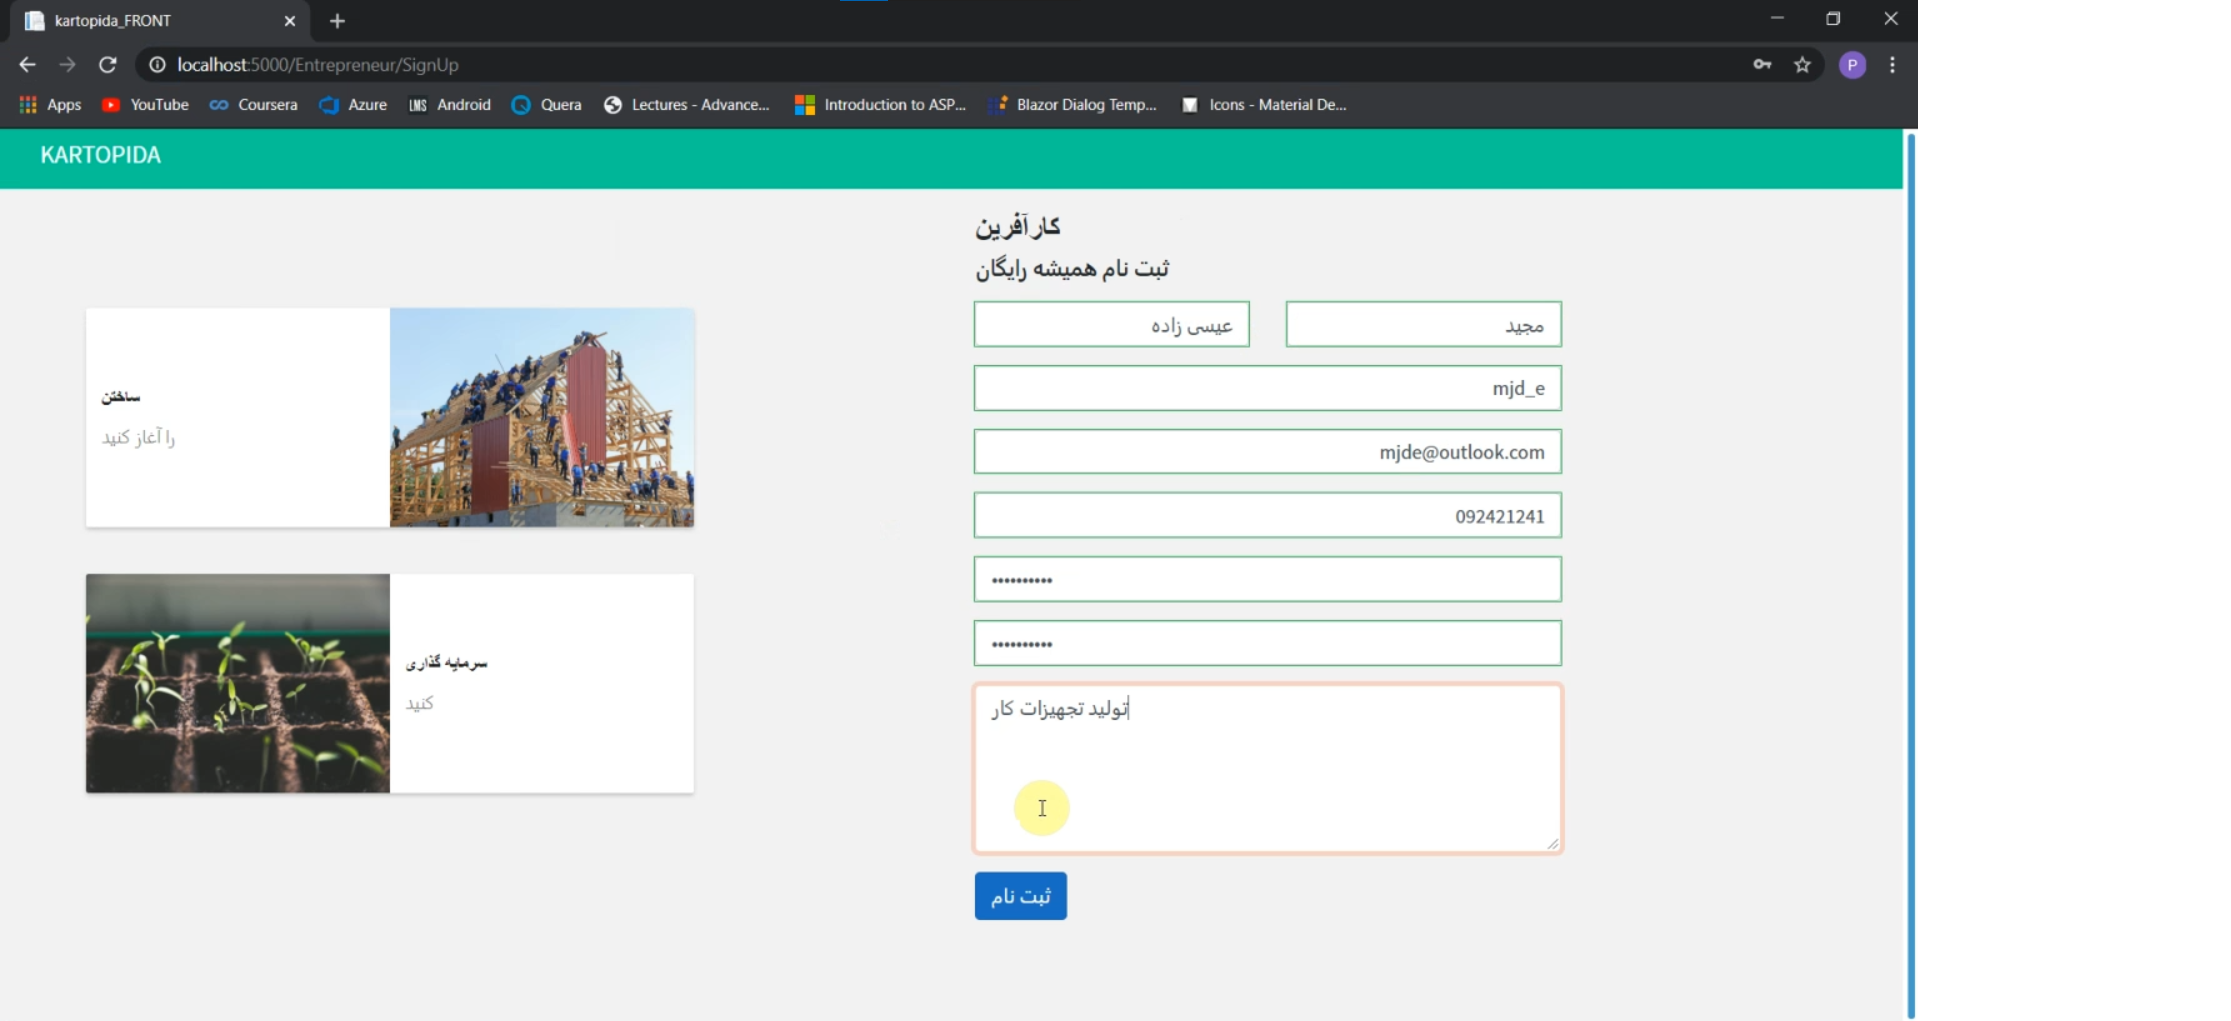 kartopida_FRONT
localhost:5000/Entrepreneur/SignUp
P
Apps YouTube Coursera Azure LMS Android Quera Lectures - Advance... Introduction to ASP... Blazor Dialog Temp... Icons - Material De...
KARTOPIDA
کارآفرین
ثبت نام همیشه رایگان
مجید
عیسی زاده
mjd_e
mjde@outlook.com
092421241
••••••••••
••••••••••
تولید تجهیزات کار
ثبت نام
ساختن
را آغاز کنید
سرمایه گذاری
کنید